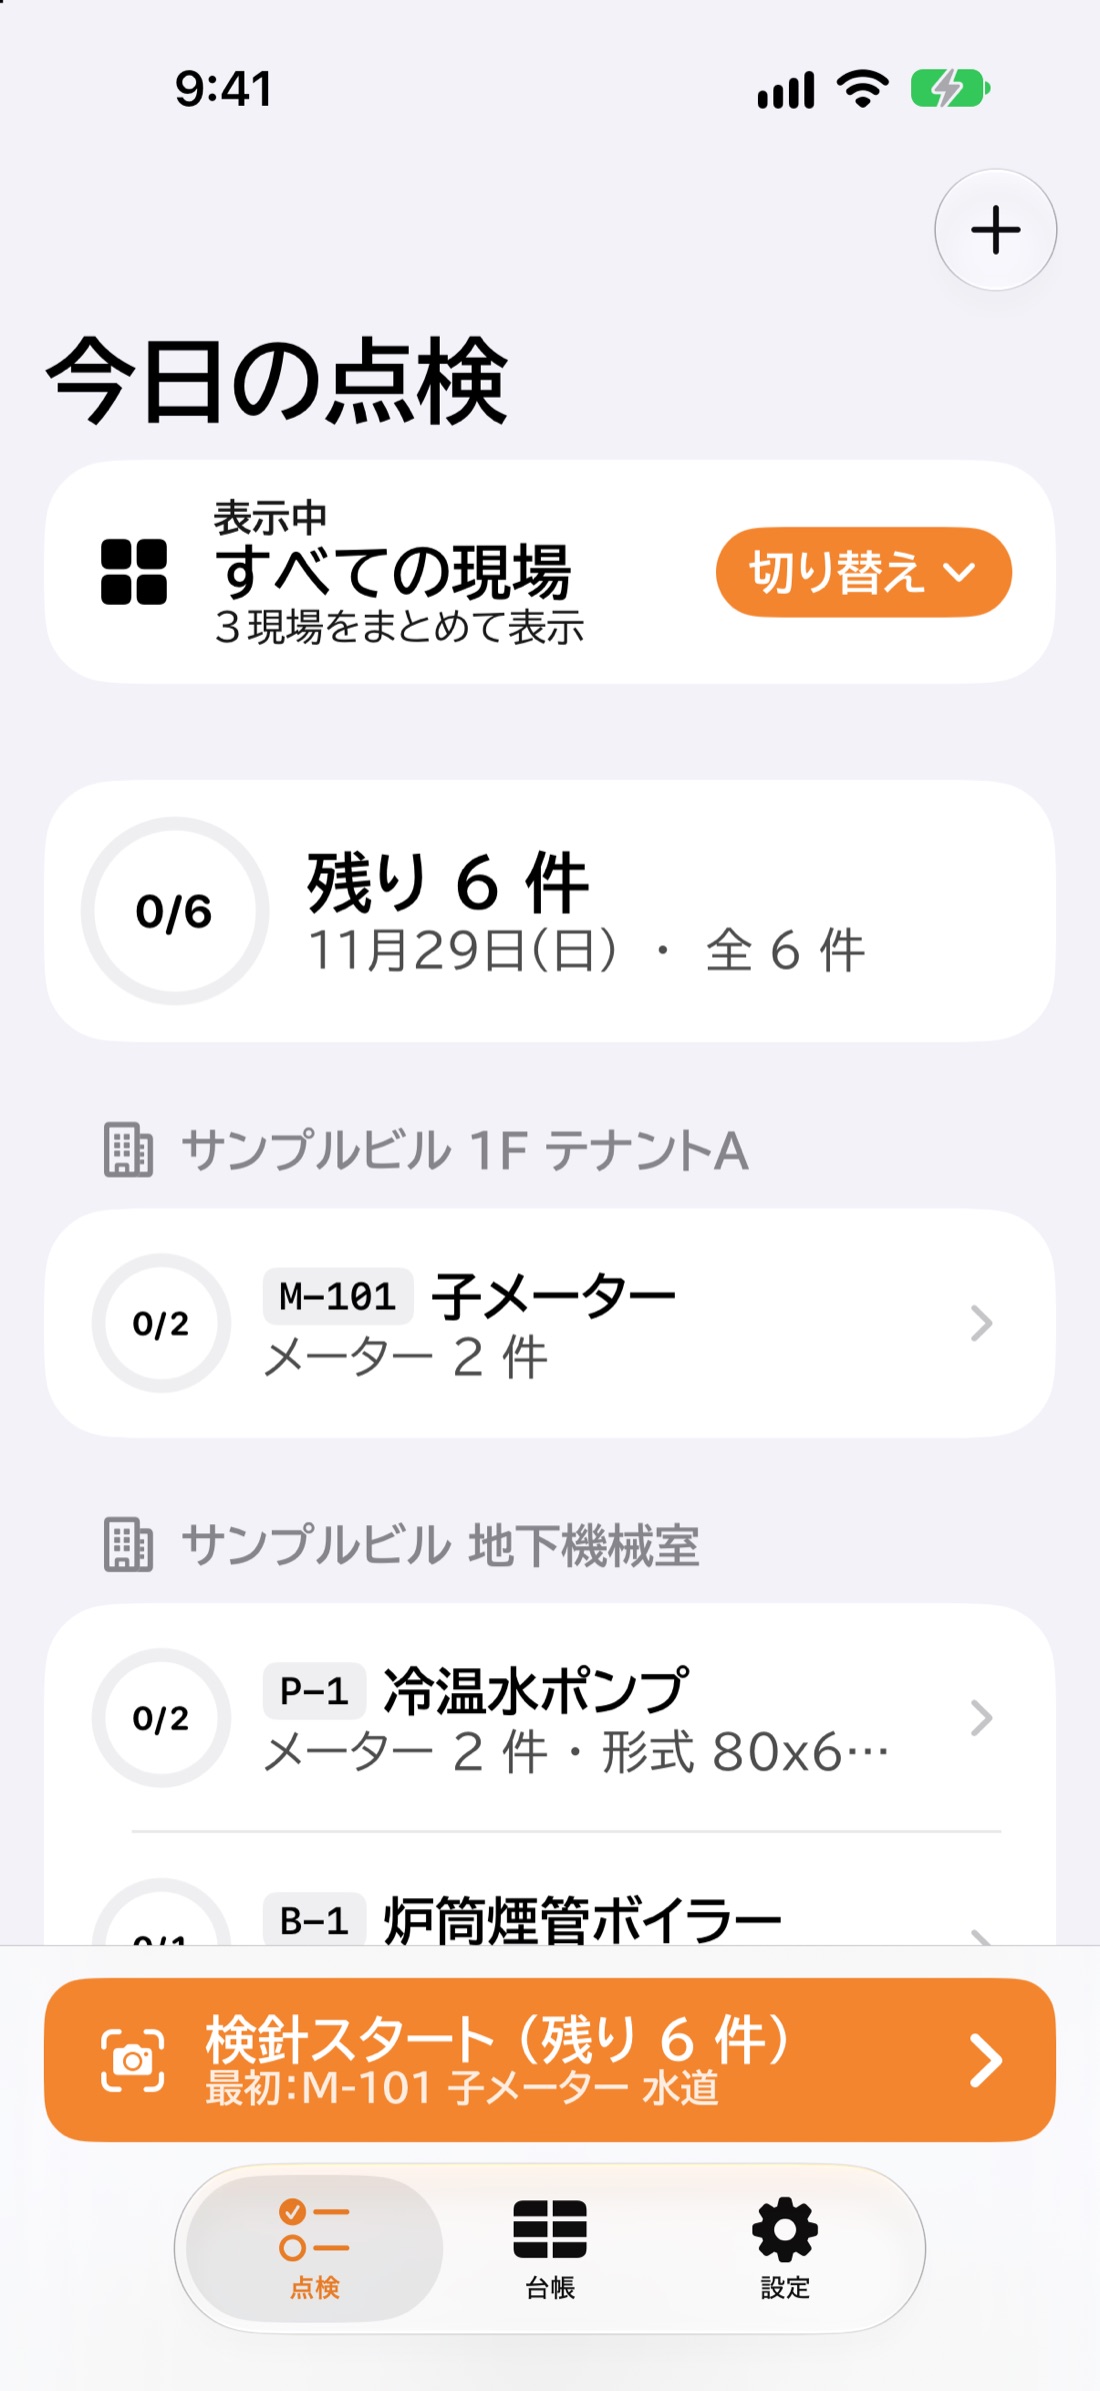 9:41
今日の点検
表示中
すべての現場
3現場をまとめて表示
切り替え
0/6
残り 6 件
11月29日(日) ・ 全 6 件
サンプルビル 1F テナントA
0/2
M-101 子メーター
メーター 2 件
サンプルビル 地下機械室
0/2
P-1 冷温水ポンプ
メーター 2 件・形式 80x6…
0/1
B-1 炉筒煙管ボイラー
検針スタート（残り 6 件）
最初:M-101 子メーター 水道
点検
台帳
設定